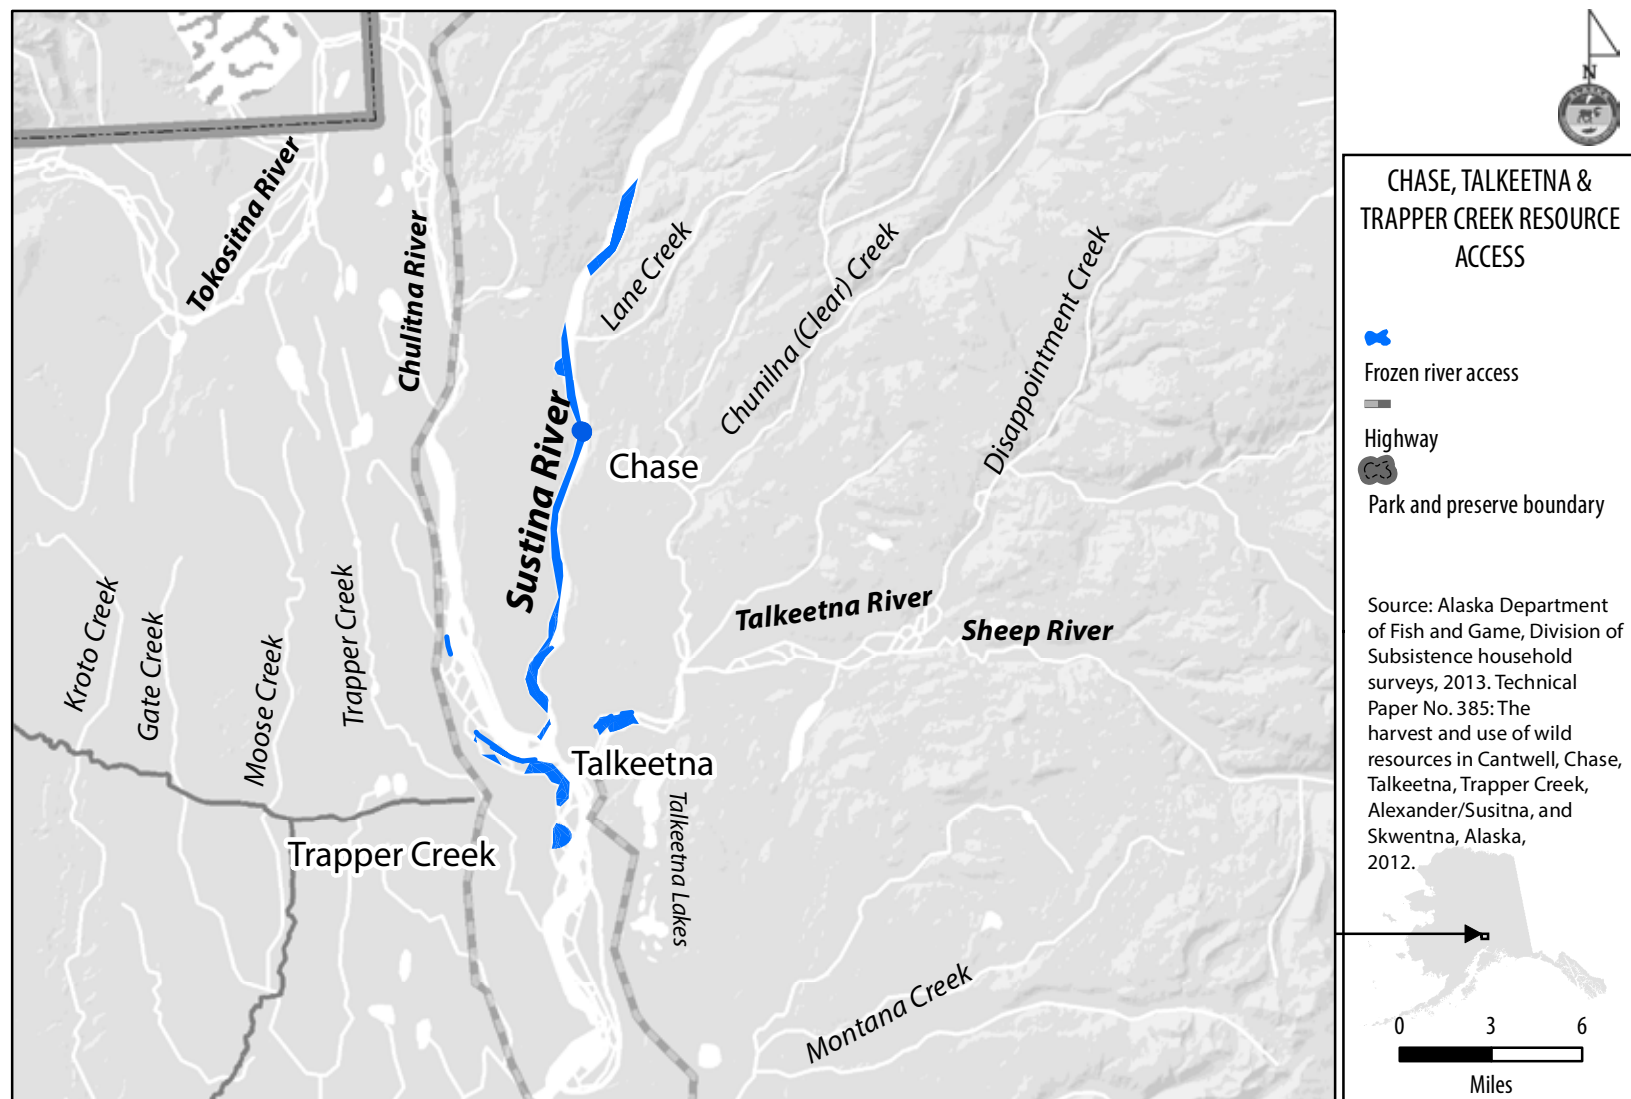 N
ALASKA
CHASE, TALKEETNA &
TRAPPER CREEK RESOURCE
ACCESS
Frozen river access
Highway
Park and preserve boundary
Source: Alaska Department
of Fish and Game, Division of
Subsistence household
surveys, 2013. Technical
Paper No. 385: The
harvest and use of wild
resources in Cantwell, Chase,
Talkeetna, Trapper Creek,
Alexander/Susitna, and
Skwentna, Alaska,
2012.
0 3 6
Miles
Tokositna River
Chulitna River
Lane Creek
Chunilna (Clear) Creek
Disappointment Creek
Sustina River
Chase
Talkeetna River
Sheep River
Kroto Creek
Gate Creek
Moose Creek
Trapper Creek
Talkeetna
Trapper Creek
Talkeetna Lakes
Montana Creek